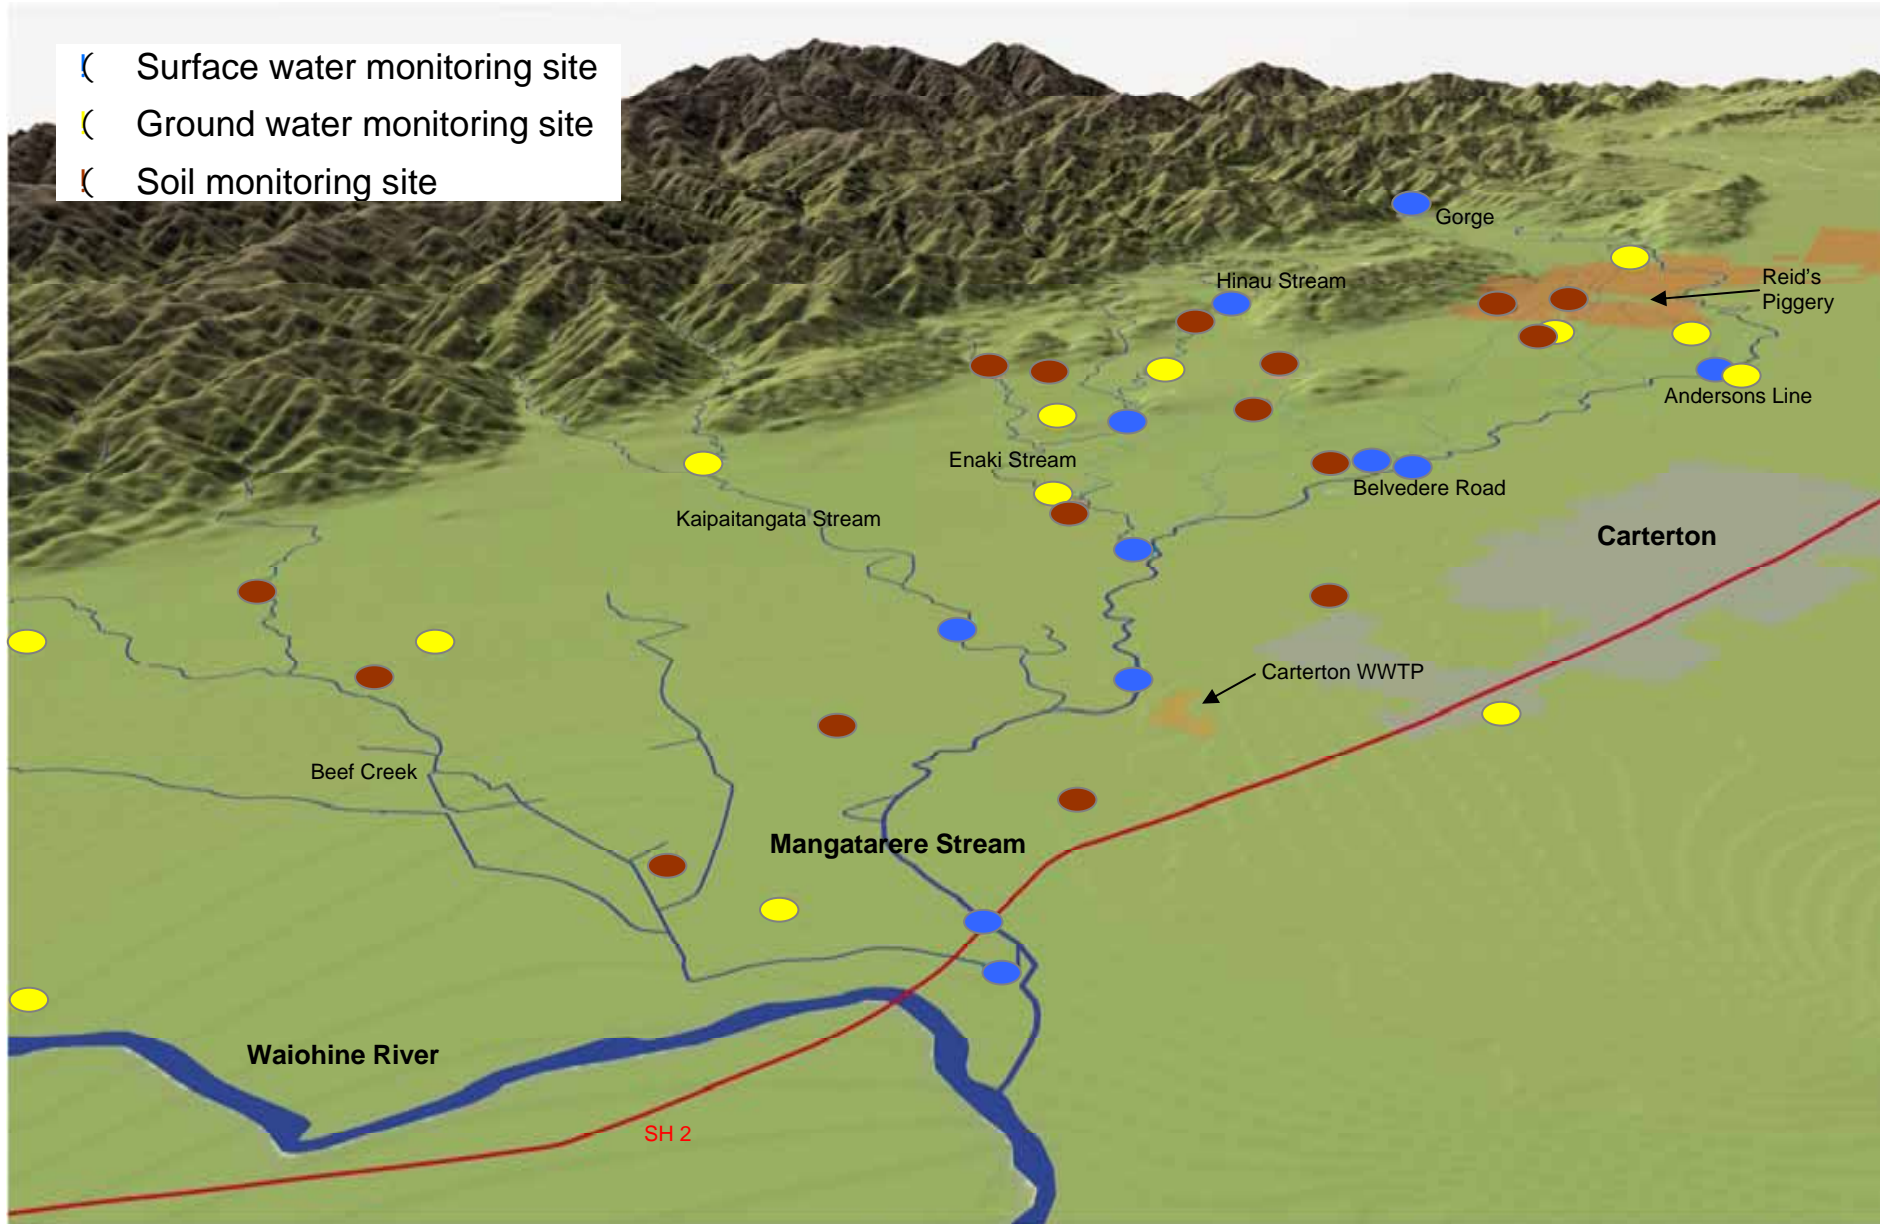 Surface water monitoring site
Ground water monitoring site
Soil monitoring site
Gorge
Hinau Stream
Reid's
Piggery
Andersons Line
Enaki Stream
Belvedere Road
Kaipaitangata Stream
Carterton
Carterton WWTP
Beef Creek
Mangatarere Stream
Waiohine River
SH 2